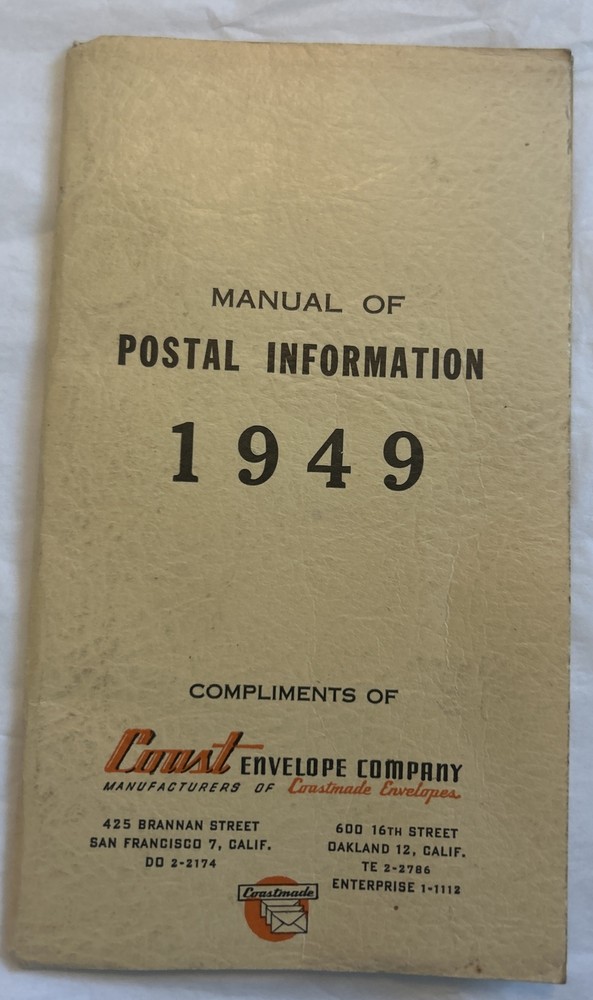 MANUAL OF
POSTAL INFORMATION
1949
COMPLIMENTS OF
Coast ENVELOPE COMPANY
MANUFACTURERS OF Coastmade Envelopes
425 BRANNAN STREET
SAN FRANCISCO 7, CALIF.
DO 2-2174
600 16TH STREET
OAKLAND 12, CALIF.
TE 2-2786
ENTERPRISE 1-1112
Coastmade